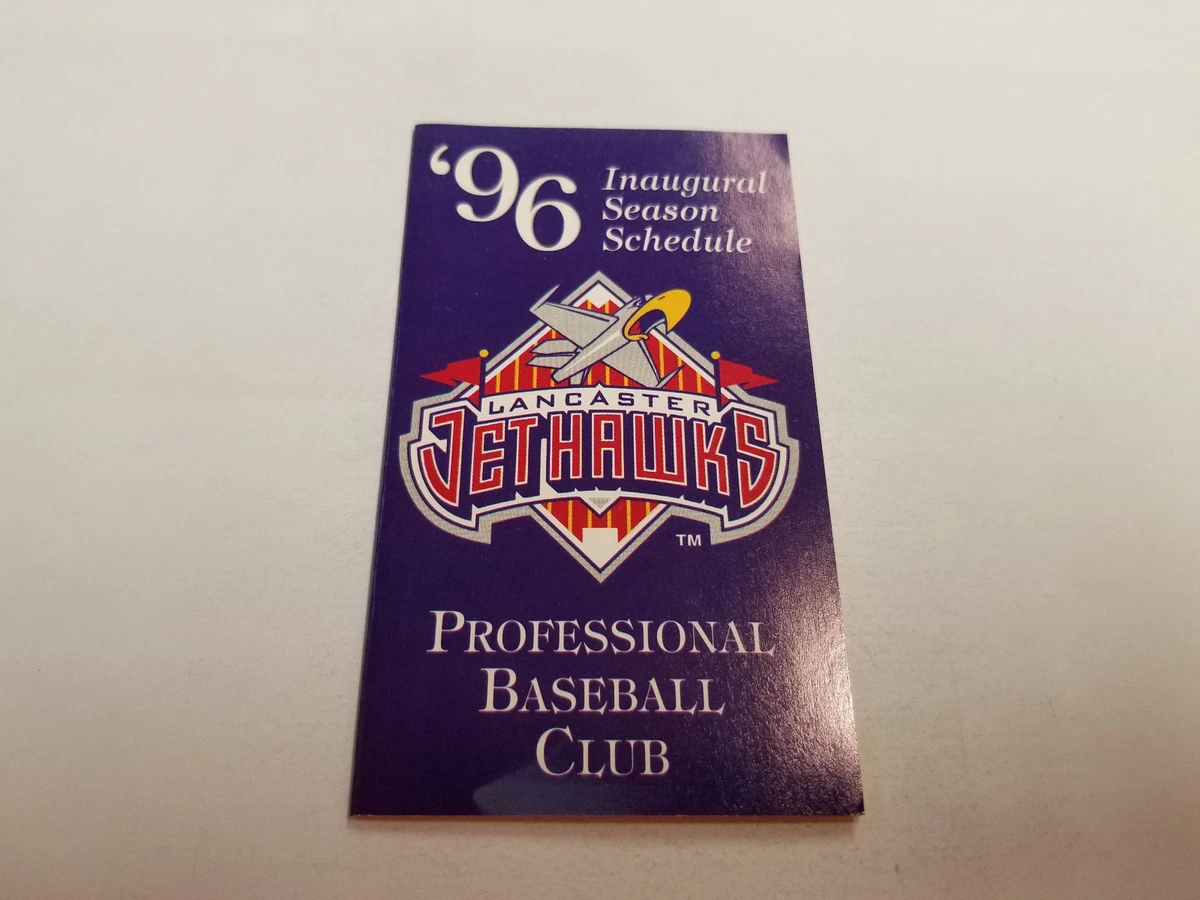 ‘96
Inaugural
Season
Schedule
LANCASTER
JETHAWKS
TM
PROFESSIONAL
BASEBALL
CLUB